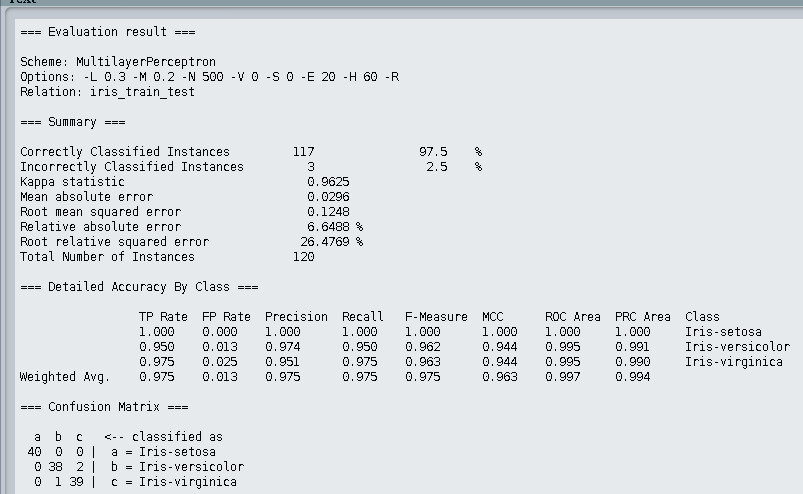 Text
=== Evaluation result ===
Scheme: MultilayerPerceptron
Options: -L 0.3 -M 0.2 -N 500 -V 0 -S 0 -E 20 -H 60 -R
Relation: iris_train_test
=== Summary ===
Correctly Classified Instances 117 97.5 %
Incorrectly Classified Instances 3 2.5 %
Kappa statistic 0.9625
Mean absolute error 0.0296
Root mean squared error 0.1248
Relative absolute error 6.6488 %
Root relative squared error 26.4769 %
Total Number of Instances 120
=== Detailed Accuracy By Class ===
TP Rate FP Rate Precision Recall F-Measure MCC ROC Area PRC Area Class
1.000 0.000 1.000 1.000 1.000 1.000 1.000 1.000 Iris-setosa
0.950 0.013 0.974 0.950 0.962 0.944 0.995 0.991 Iris-versicolor
0.975 0.025 0.951 0.975 0.963 0.944 0.995 0.990 Iris-virginica
Weighted Avg. 0.975 0.013 0.975 0.975 0.975 0.963 0.997 0.994
=== Confusion Matrix ===
a b c <-- classified as
40 0 0 | a = Iris-setosa
0 38 2 | b = Iris-versicolor
0 1 39 | c = Iris-virginica